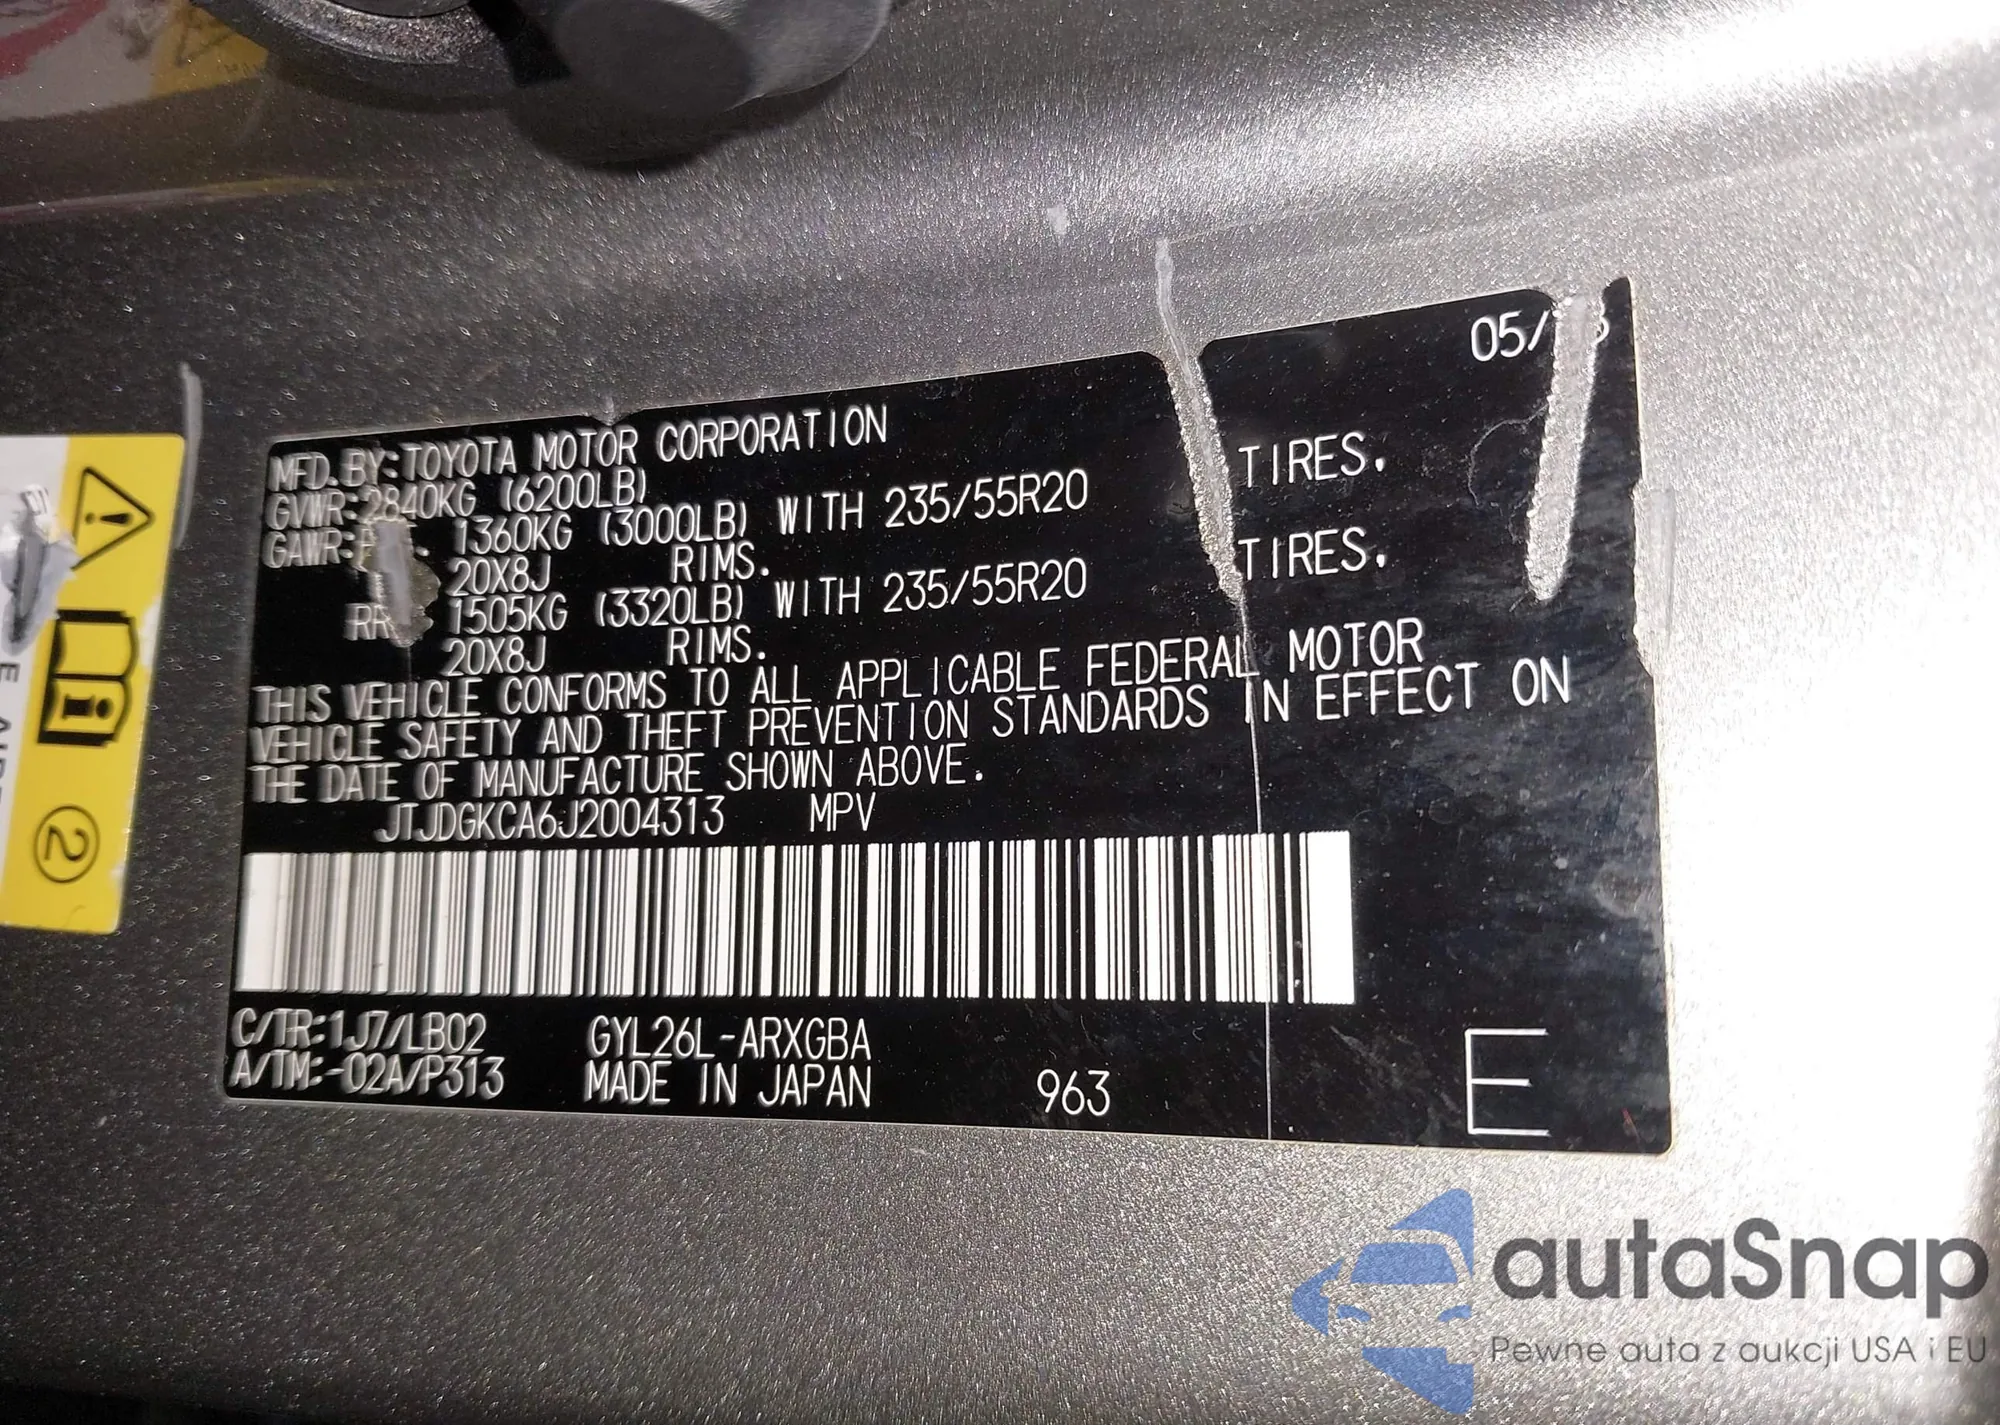 05/
MFD.BY:TOYOTA MOTOR CORPORATION
GVWR:2840KG (6200LB)
GAWR: 1360KG (3000LB) WITH 235/55R20 TIRES.
20X8J RIMS.
RR 1505KG (3320LB) WITH 235/55R20 TIRES.
20X8J RIMS.
THIS VEHICLE CONFORMS TO ALL APPLICABLE FEDERAL MOTOR
VEHICLE SAFETY AND THEFT PREVENTION STANDARDS IN EFFECT ON
THE DATE OF MANUFACTURE SHOWN ABOVE.
JTJDGKCA6J2004313 MPV
C/TR:1J7/LB02 GYL26L-ARXGBA
A/TM:-02A/P313 MADE IN JAPAN 963 E
2
autaSnap
Pewne auta z aukcji USA i EU